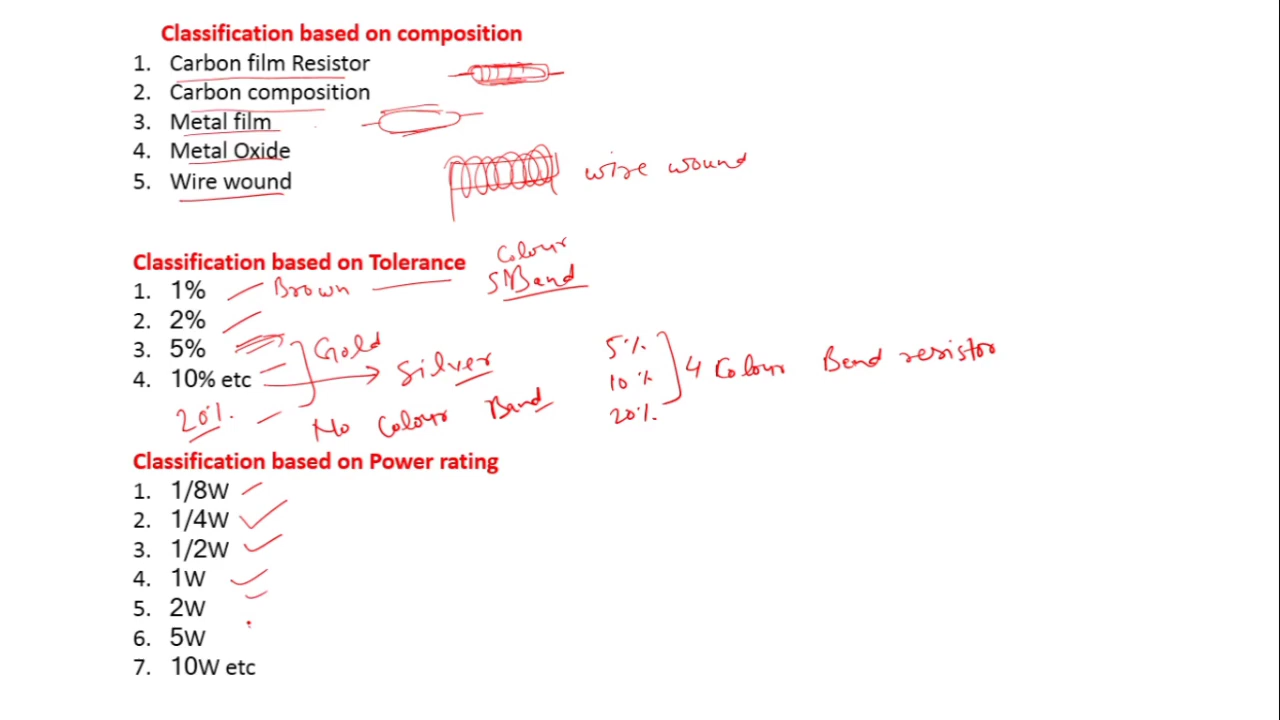 Classification based on composition
1. Carbon film Resistor
2. Carbon composition
3. Metal film
4. Metal Oxide
5. Wire wound
wire wound
Classification based on Tolerance
Colour
5 Band
1. 1% Brown
2. 2%
3. 5% Gold
4. 10% etc Silver
20% No Colour Band
5%
10%
20%
4 Colour Band resistor
Classification based on Power rating
1. 1/8W
2. 1/4W
3. 1/2W
4. 1W
5. 2W
6. 5W
7. 10W etc